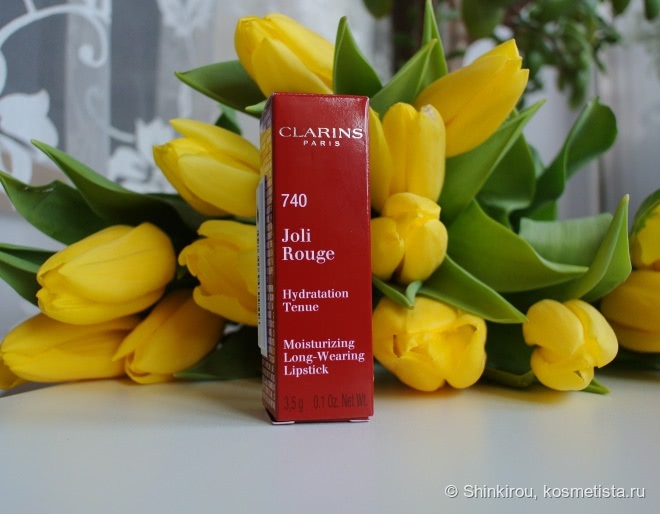 CLARINS
PARIS
740
Joli
Rouge
Hydratation
Tenue
Moisturizing
Long-Wearing
Lipstick
3,5 g 0.1 Oz. Net Wt.
© Shinkirou, kosmetista.ru